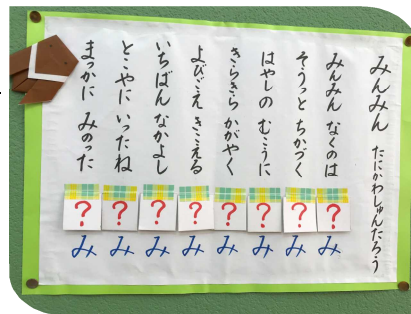 みんみん たにかわしゅんたろう
みんみん なくのは ？み
そうっと ちかづく ？み
はやしの むこうに ？み
きらきら かがやく ？み
よびごえ きこえる ？み
いちばん なかよし ？み
とこやに いったね ？み
まっかに みのった ？み